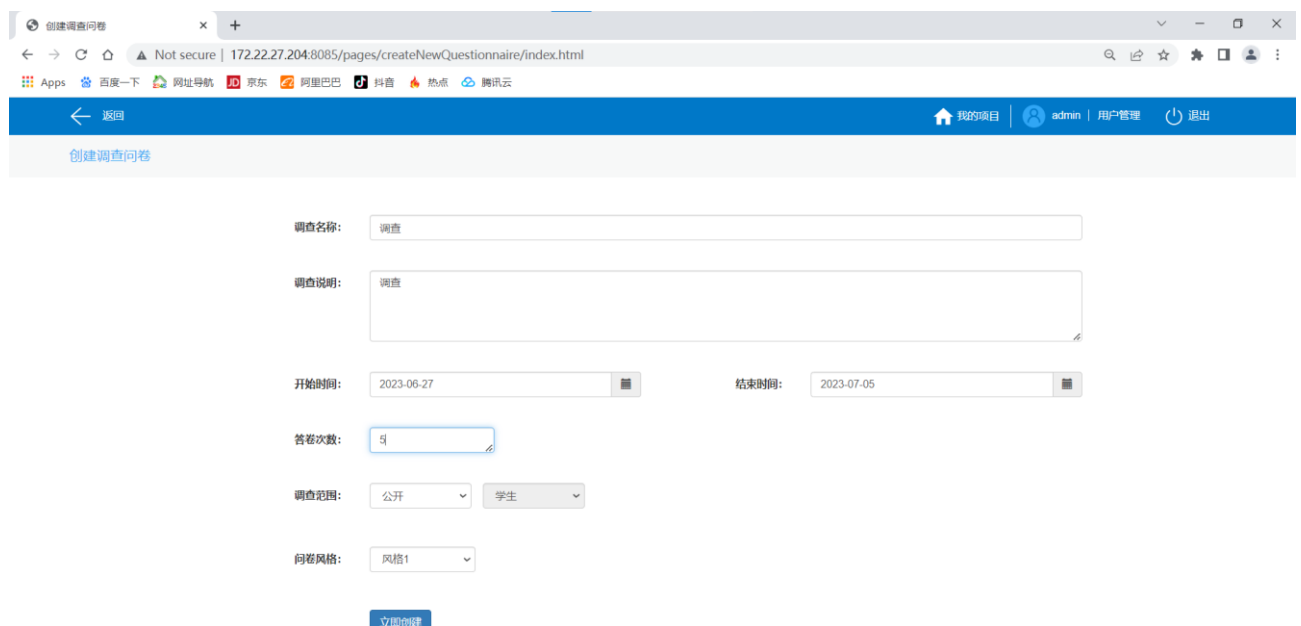 创建调查问卷
Not secure | 172.22.27.204:8085/pages/createNewQuestionnaire/index.html
Apps 百度一下 网址导航 JD 京东 阿里巴巴 抖音 热点 腾讯云
返回 我的项目 admin | 用户管理 退出
创建调查问卷
调查名称: 调查
调查说明: 调查
开始时间: 2023-06-27 结束时间: 2023-07-05
答卷次数: 5
调查范围: 公开 学生
问卷风格: 风格1
立即创建